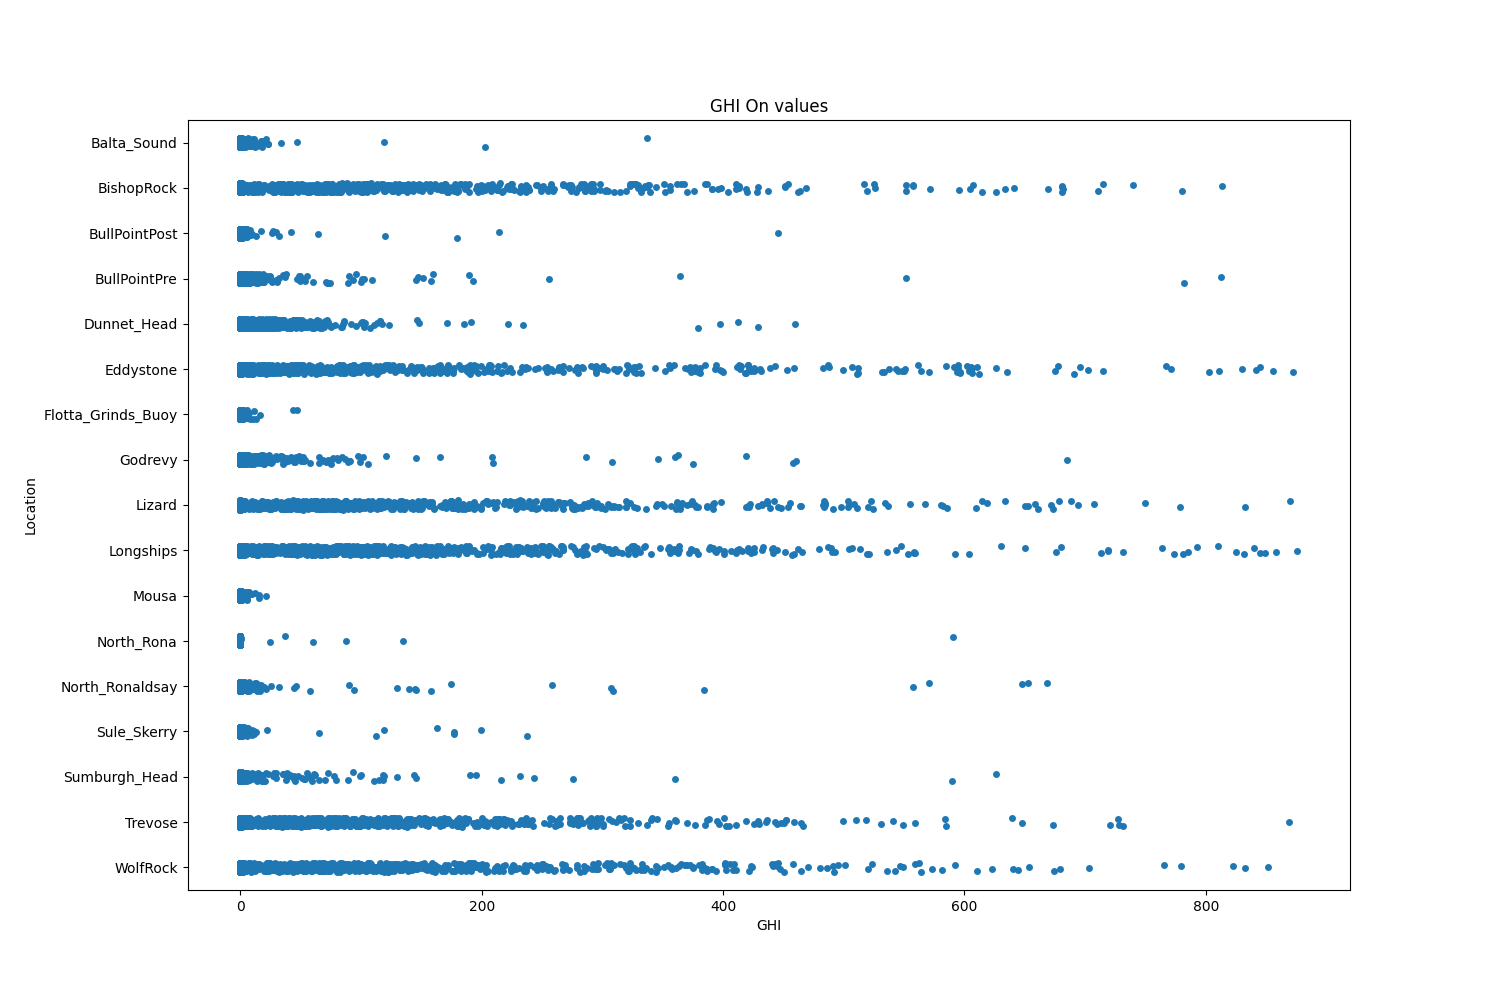 GHI On values
Balta_Sound
BishopRock
BullPointPost
BullPointPre
Dunnet_Head
Eddystone
Flotta_Grinds_Buoy
Godrevy
Lizard
Longships
Mousa
North_Rona
North_Ronaldsay
Sule_Skerry
Sumburgh_Head
Trevose
WolfRock
Location
0 200 400 600 800
GHI